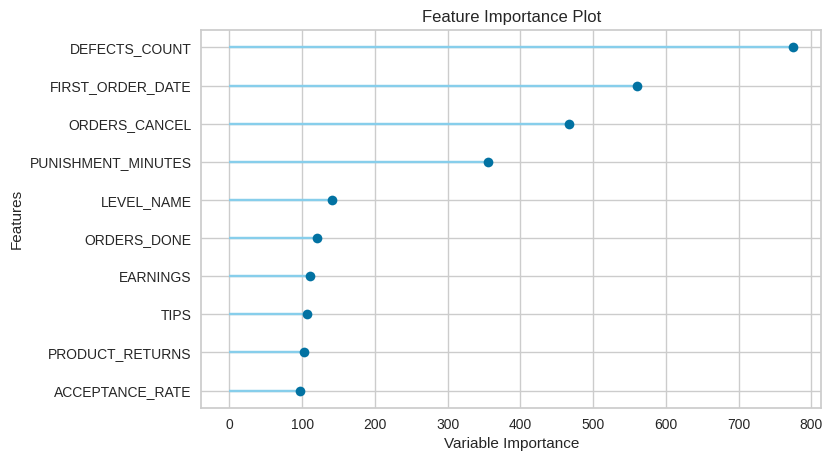 Feature Importance Plot
Features
DEFECTS_COUNT
FIRST_ORDER_DATE
ORDERS_CANCEL
PUNISHMENT_MINUTES
LEVEL_NAME
ORDERS_DONE
EARNINGS
TIPS
PRODUCT_RETURNS
ACCEPTANCE_RATE
0 100 200 300 400 500 600 700 800
Variable Importance